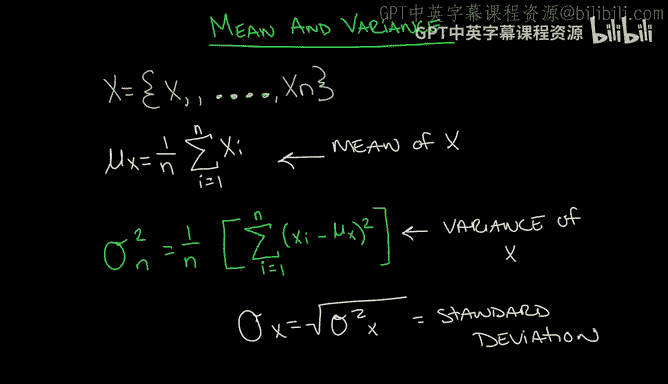 GPT中英字幕课程资源@bilibili.com
MEAN AND VARIANCE
GPT中英字幕课程资源 bilibili
X={X₁,....,Xn}
μx=1/n ∑ⁿᵢ₌₁ Xi ← MEAN of X
σ²n=1/n [∑ⁿᵢ₌₁(xi-μx)²] ← VARIANCE of X
σx=√σ²x = STANDARD DEVIATION